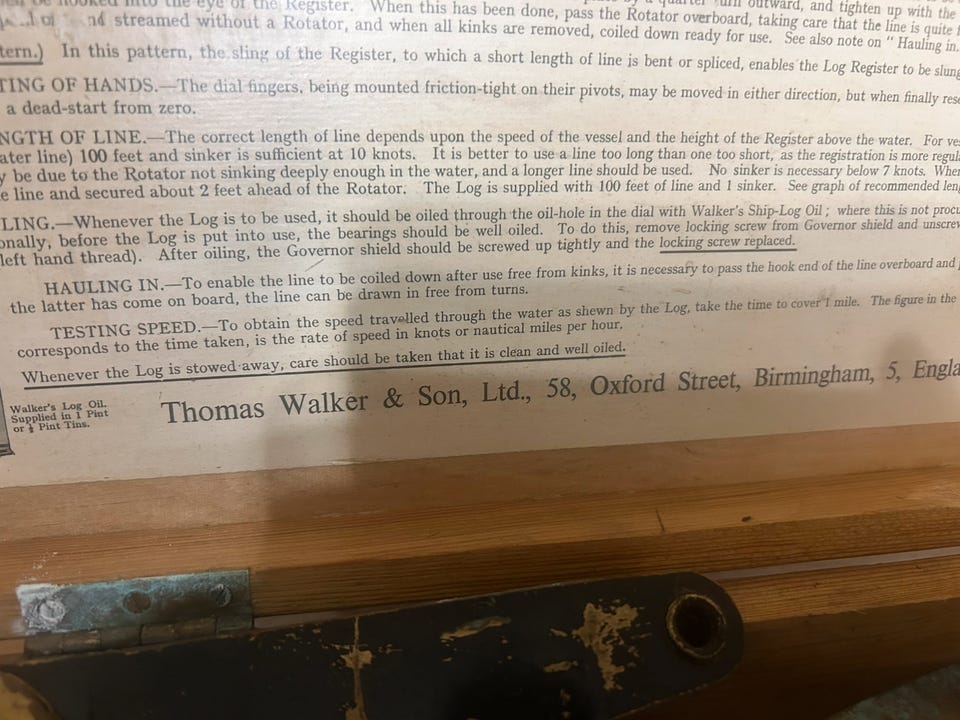 hooked into the eye of the Register. When this has been done, pass the Rotator overboard, taking care that the line is quite
streamed without a Rotator, and when all kinks are removed, coiled down ready for use. See also note on "Hauling in.
tern.) In this pattern, the sling of the Register, to which a short length of line is bent or spliced, enables the Log Register to be slung
TING OF HANDS.—The dial fingers, being mounted friction-tight on their pivots, may be moved in either direction, but when finally rese
a dead-start from zero.
NGTH OF LINE.—The correct length of line depends upon the speed of the vessel and the height of the Register above the water. For ves
ater line) 100 feet and sinker is sufficient at 10 knots. It is better to use a line too long than one too short, as the registration is more regula
y be due to the Rotator not sinking deeply enough in the water, and a longer line should be used. No sinker is necessary below 7 knots. When
e line and secured about 2 feet ahead of the Rotator. The Log is supplied with 100 feet of line and 1 sinker. See graph of recommended leng
LING.—Whenever the Log is to be used, it should be oiled through the oil-hole in the dial with Walker's Ship-Log Oil; where this is not procu
onally, before the Log is put into use, the bearings should be well oiled. To do this, remove locking screw from Governor shield and unscrew
left hand thread). After oiling, the Governor shield should be screwed up tightly and the locking screw replaced.
HAULING IN.—To enable the line to be coiled down after use free from kinks, it is necessary to pass the hook end of the line overboard and
the latter has come on board, the line can be drawn in free from turns.
TESTING SPEED.—To obtain the speed travelled through the water as shewn by the Log, take the time to cover 1 mile. The figure in the
corresponds to the time taken, is the rate of speed in knots or nautical miles per hour.
Whenever the Log is stowed away, care should be taken that it is clean and well oiled.
Walker's Log Oil.
Supplied in 1 Pint
or ½ Pint Tins.
Thomas Walker & Son, Ltd., 58, Oxford Street, Birmingham, 5, Engla